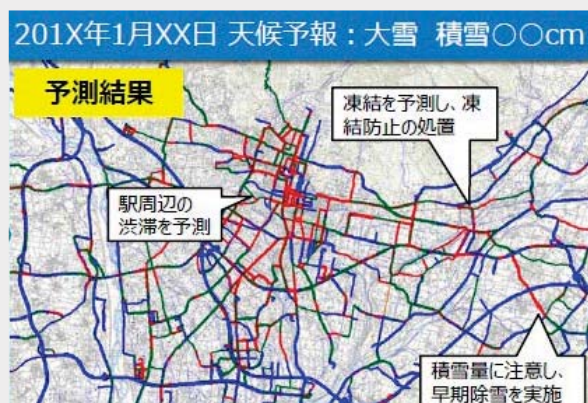 201X年1月XX日 天候予報：大雪 積雪○○cm
予測結果
凍結を予測し、凍
結防止の処置
駅周辺の
渋滞を予測
積雪量に注意し、
早期除雪を実施